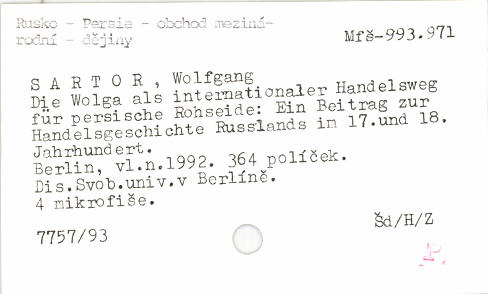 Rusko - Persie - obchod meziná-
rodní - dějiny
Mfš-993.971
S A R T O R , Wolfgang
Die Wolga als internationaler Handelsweg
für persische Rohseide: Ein Beitrag zur
Handelsgeschichte Russlands im 17.und 18.
Jahrhundert.
Berlin, vl.n.1992. 364 políček.
Dis.Svob.univ.v Berlíně.
4 mikrofiše.
7757/93
Šd/H/Z
P.